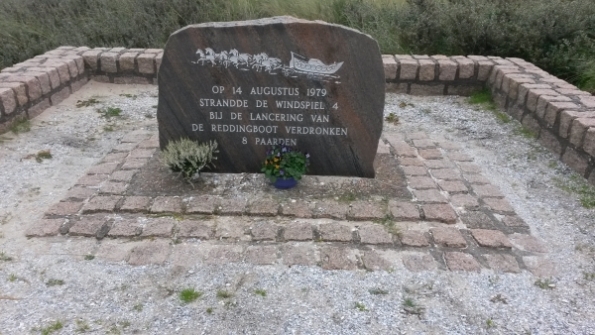 OP 14 AUGUSTUS 1979
STRANDDE DE WINDSPIEL 4
BIJ DE LANCERING VAN
DE REDDINGBOOT VERDRONKEN
8 PAARDEN